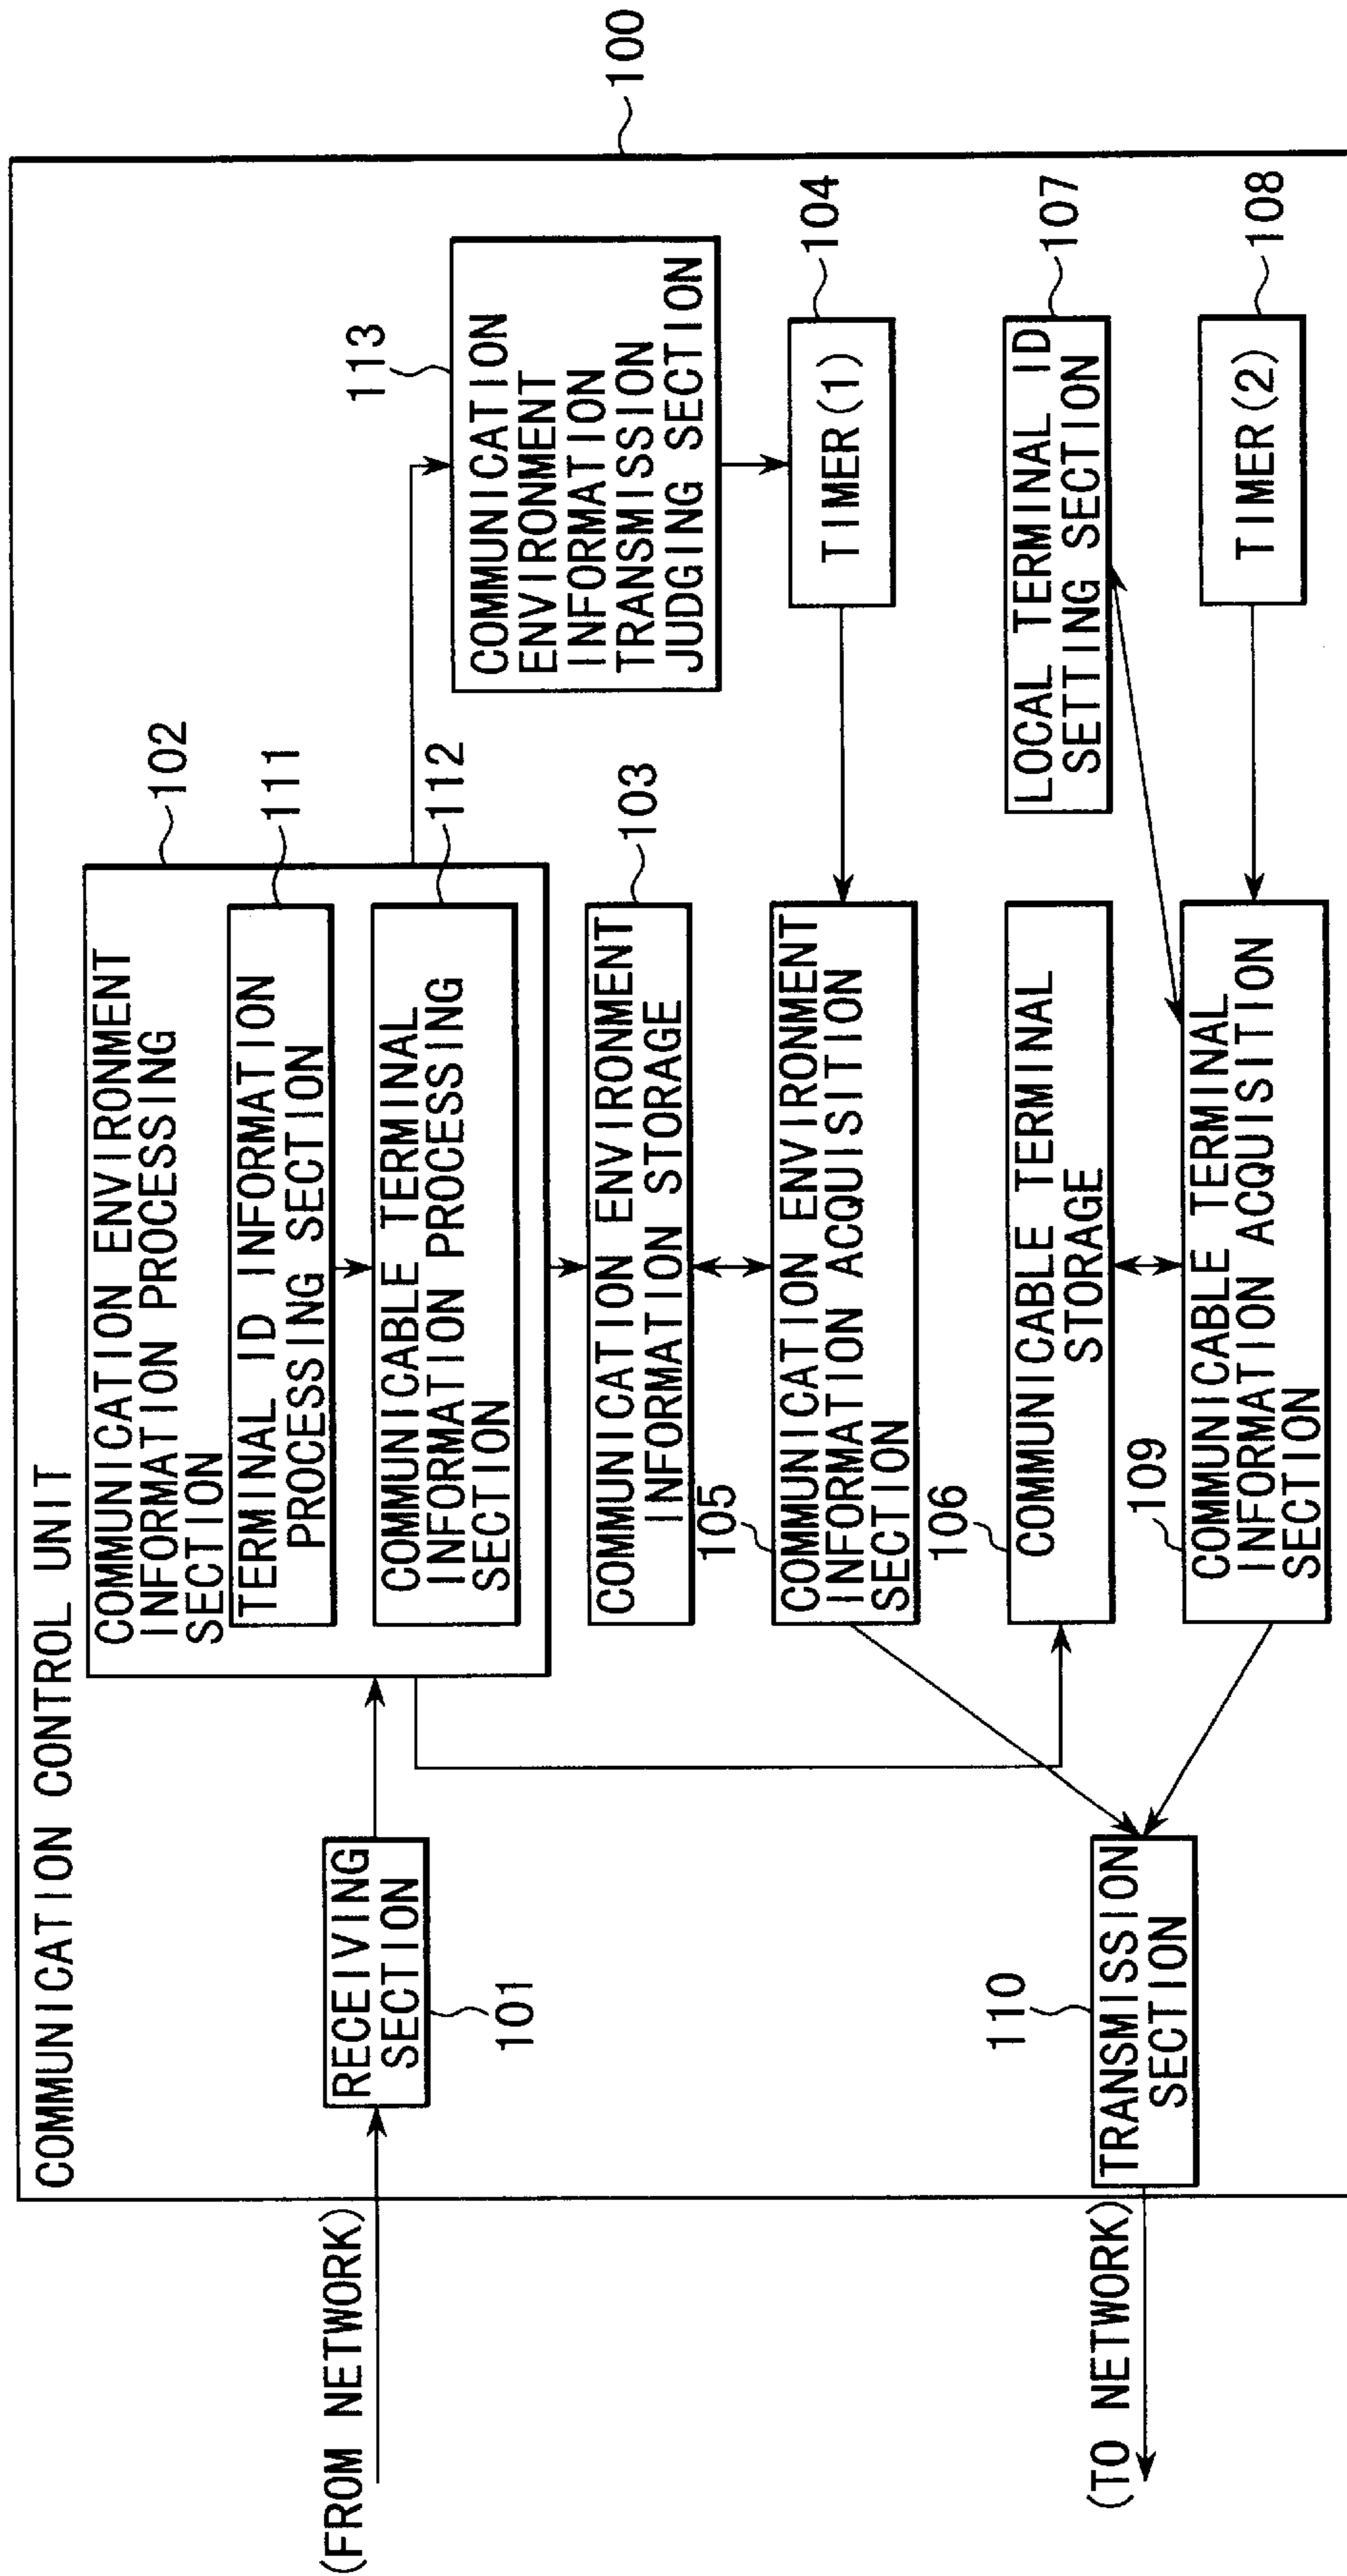 COMMUNICATION CONTROL UNIT
100
(FROM NETWORK)
RECEIVING
SECTION
101
102
COMMUNICATION ENVIRONMENT
INFORMATION PROCESSING
SECTION
111
TERMINAL ID INFORMATION
PROCESSING SECTION
112
COMMUNICABLE TERMINAL
INFORMATION PROCESSING
SECTION
113
COMMUNICATION
ENVIRONMENT
INFORMATION
TRANSMISSION
JUDGING SECTION
103
COMMUNICATION ENVIRONMENT
INFORMATION STORAGE
104
TIMER(1)
105
COMMUNICATION ENVIRONMENT
INFORMATION ACQUISITION
SECTION
106
COMMUNICABLE TERMINAL
STORAGE
107
LOCAL TERMINAL ID
SETTING SECTION
108
TIMER(2)
109
COMMUNICABLE TERMINAL
INFORMATION ACQUISITION
SECTION
110
TRANSMISSION
SECTION
(TO NETWORK)